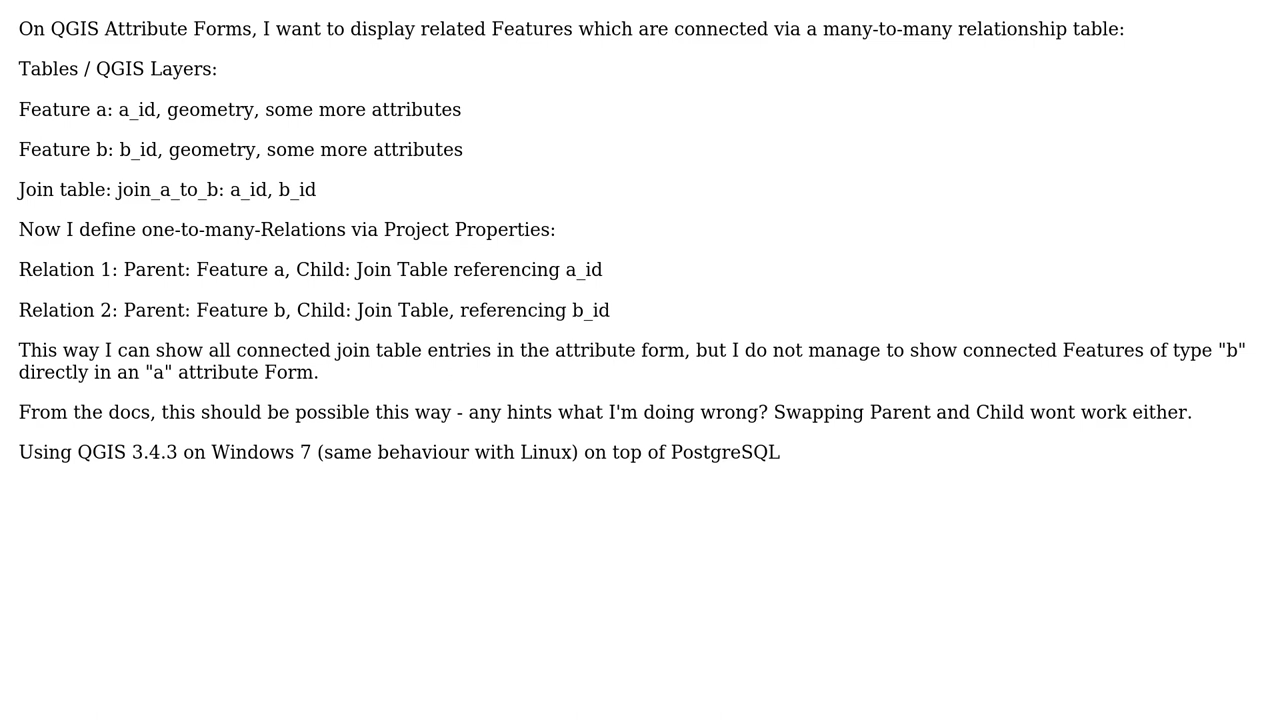 On QGIS Attribute Forms, I want to display related Features which are connected via a many-to-many relationship table:
Tables / QGIS Layers:
Feature a: a_id, geometry, some more attributes
Feature b: b_id, geometry, some more attributes
Join table: join_a_to_b: a_id, b_id
Now I define one-to-many-Relations via Project Properties:
Relation 1: Parent: Feature a, Child: Join Table referencing a_id
Relation 2: Parent: Feature b, Child: Join Table, referencing b_id
This way I can show all connected join table entries in the attribute form, but I do not manage to show connected Features of type "b"
directly in an "a" attribute Form.
From the docs, this should be possible this way - any hints what I'm doing wrong? Swapping Parent and Child wont work either.
Using QGIS 3.4.3 on Windows 7 (same behaviour with Linux) on top of PostgreSQL